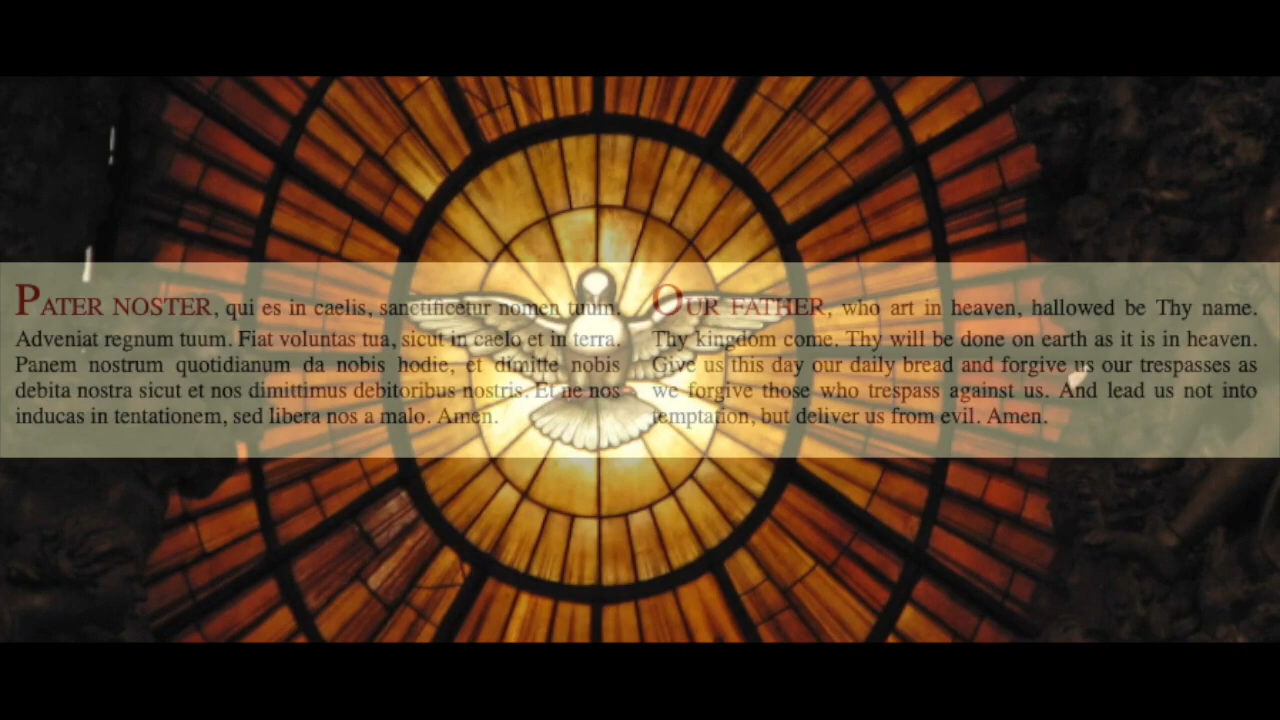 PATER NOSTER, qui es in caelis, sanctificetur nomen tuum.
Adveniat regnum tuum. Fiat voluntas tua, sicut in caelo et in terra.
Panem nostrum quotidianum da nobis hodie, et dimitte nobis
debita nostra sicut et nos dimittimus debitoribus nostris. Et ne nos
inducas in tentationem, sed libera nos a malo. Amen.
OUR FATHER, who art in heaven, hallowed be Thy name.
Thy kingdom come. Thy will be done on earth as it is in heaven.
Give us this day our daily bread and forgive us our trespasses as
we forgive those who trespass against us. And lead us not into
temptation, but deliver us from evil. Amen.